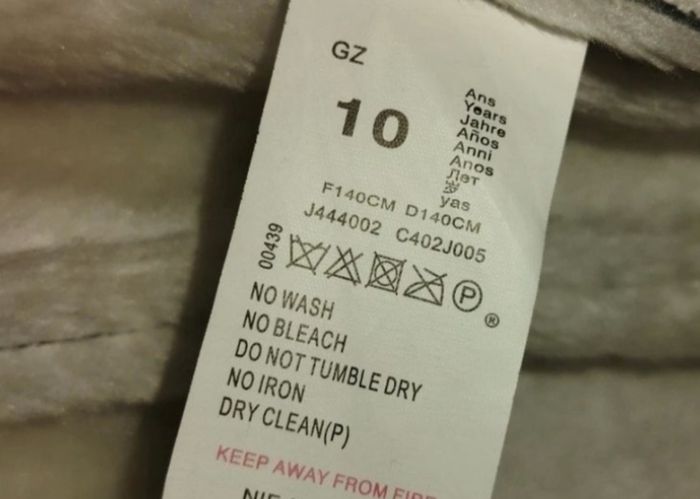 GZ
10
Ans
Years
Jahre
Años
Anni
Anos
Лет
岁
yas
F140CM D140CM
J444002 C402J005
00439
P
®
NO WASH
NO BLEACH
DO NOT TUMBLE DRY
NO IRON
DRY CLEAN(P)
KEEP AWAY FROM FIRE